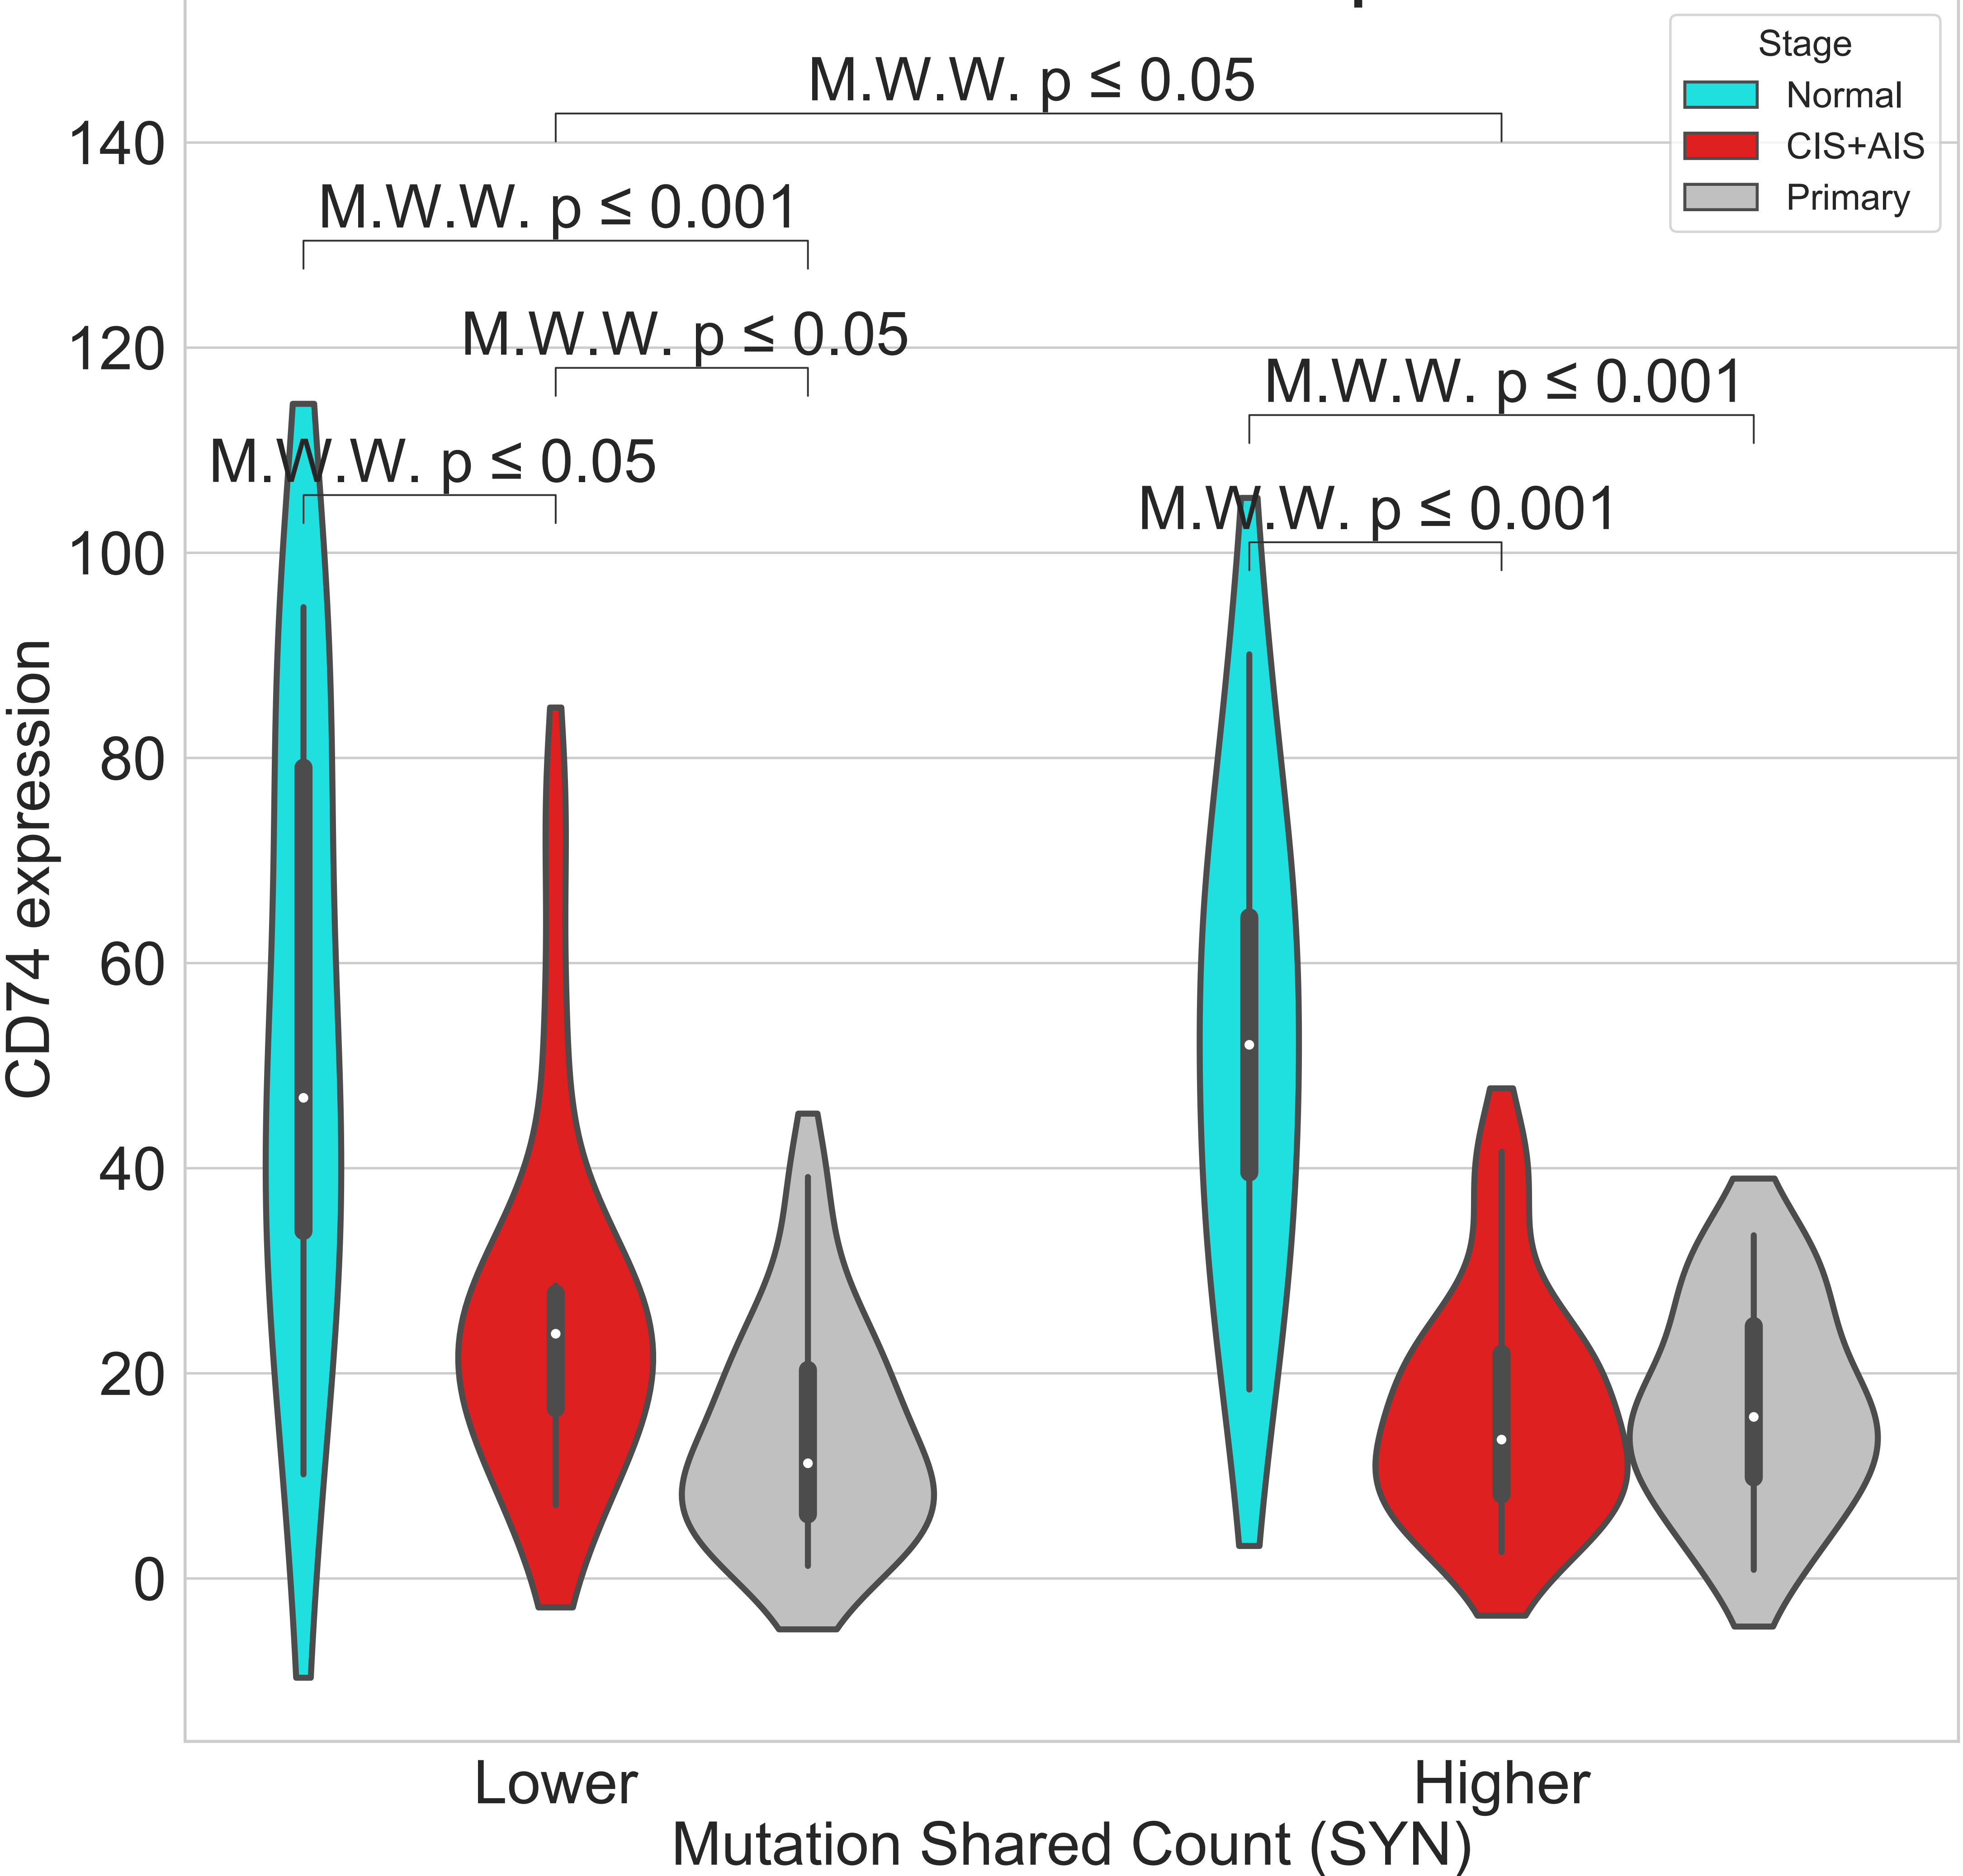 Stage
Normal
CIS+AIS
Primary
M.W.W. p ≤ 0.05
M.W.W. p ≤ 0.001
M.W.W. p ≤ 0.05
M.W.W. p ≤ 0.05
M.W.W. p ≤ 0.001
M.W.W. p ≤ 0.001
140
120
100
80
60
40
20
0
CD74 expression
Lower
Higher
Mutation Shared Count (SYN)